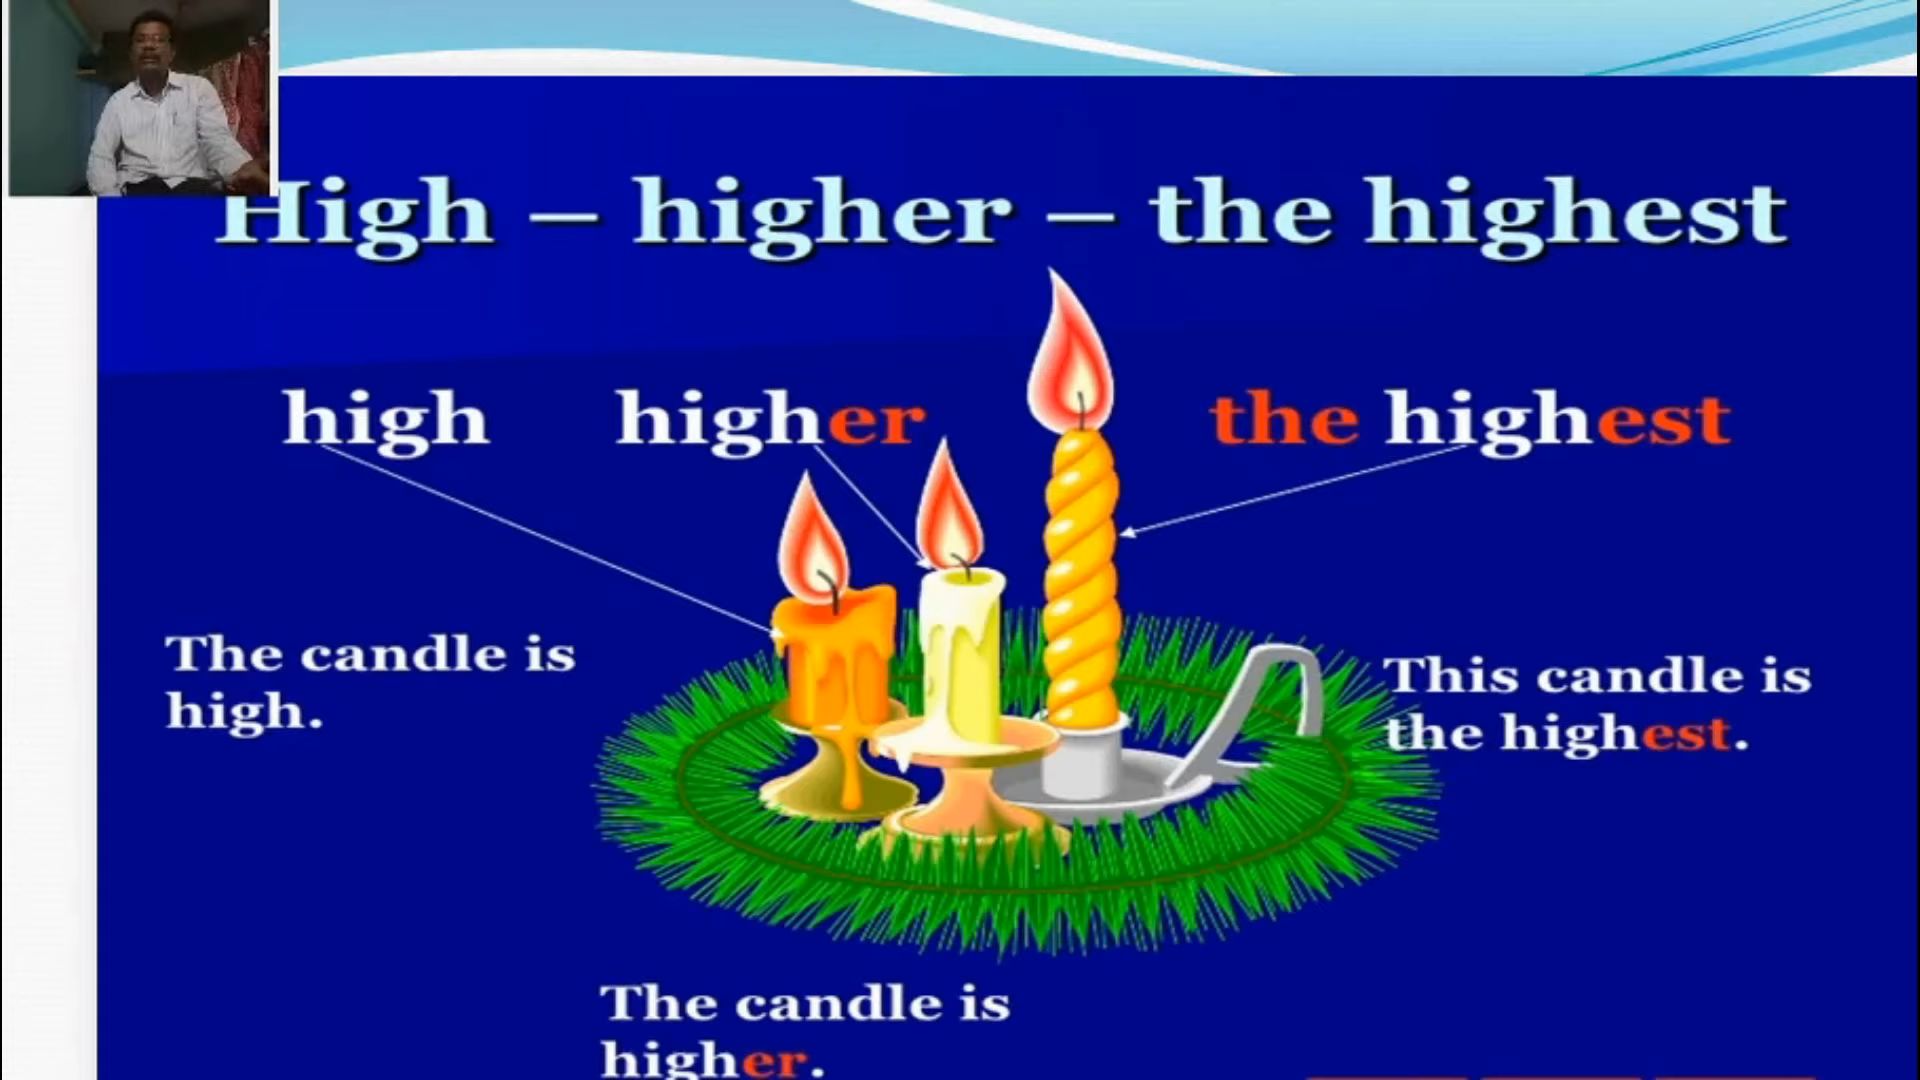 High – higher – the highest
high higher the highest
The candle is
high.
This candle is
the highest.
The candle is
higher.